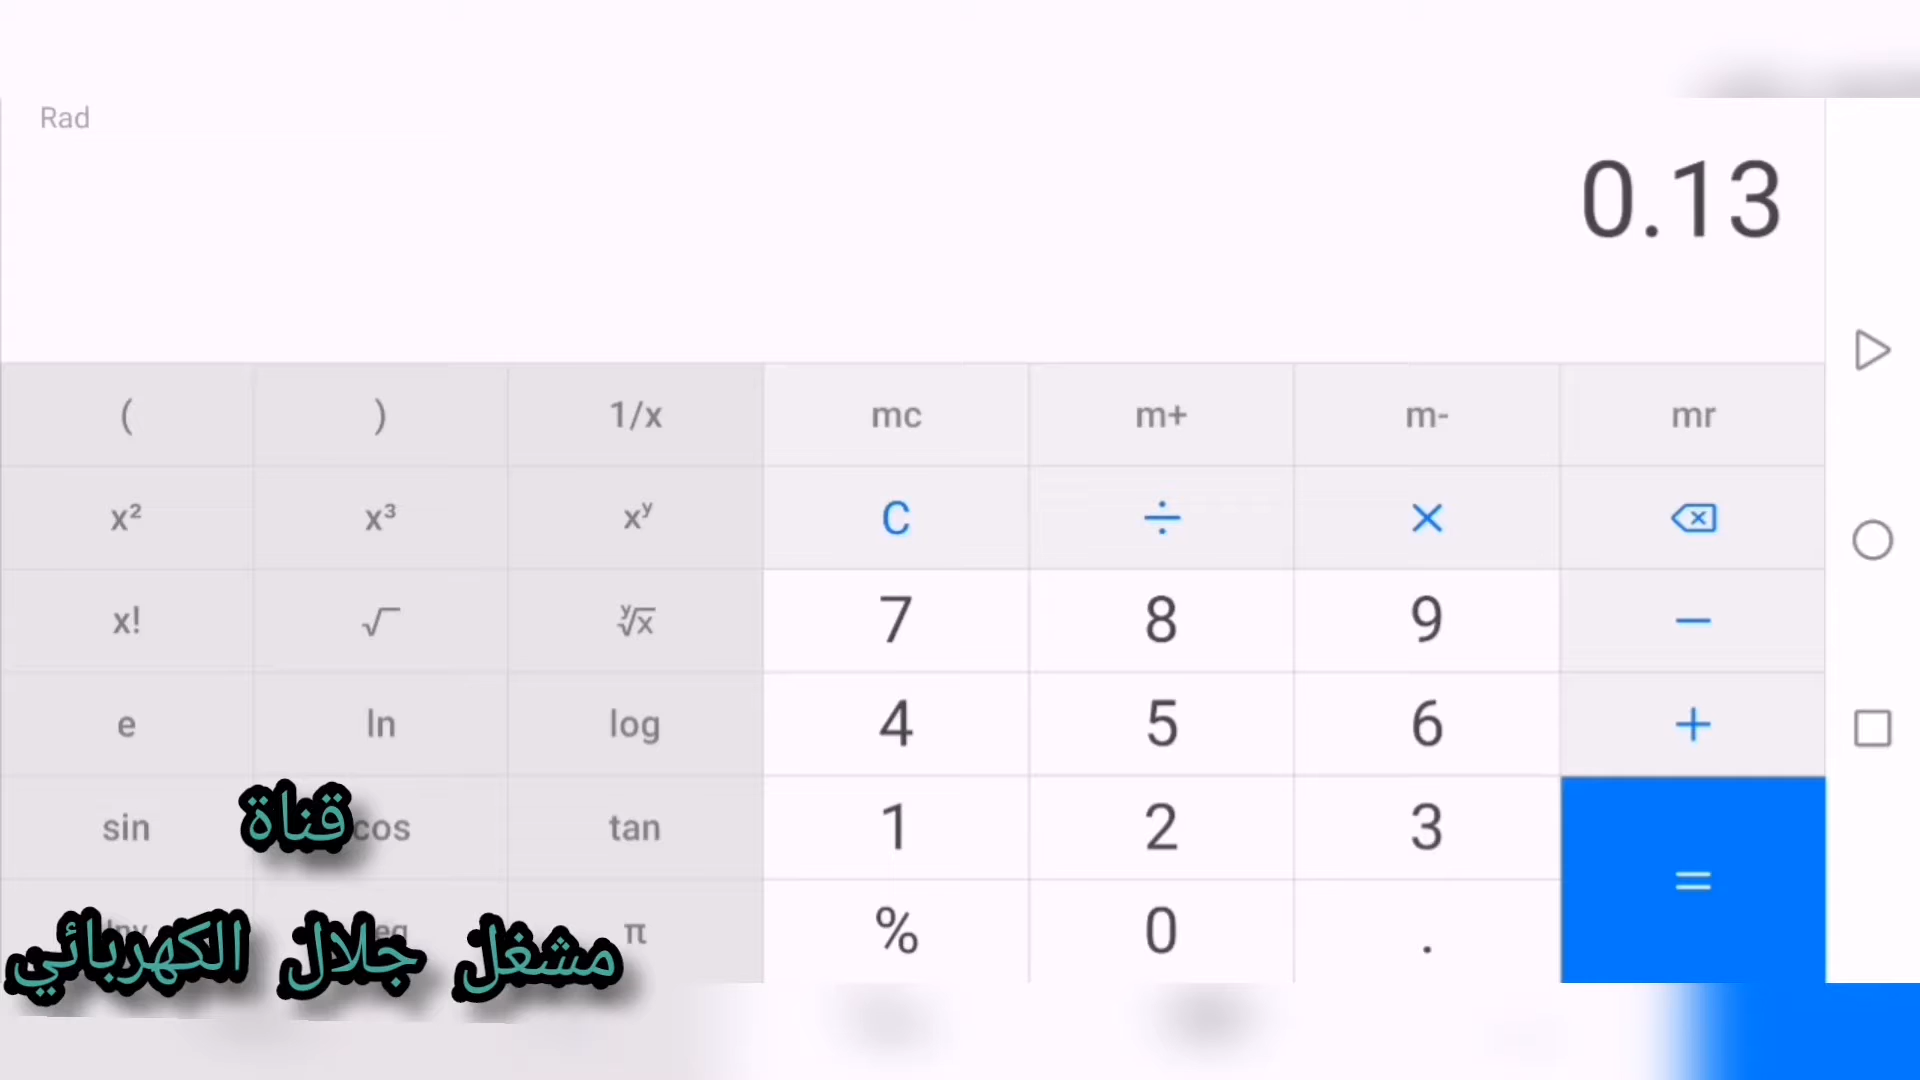 Rad
0.13
( ) 1/x mc m+ m- mr
x² x³ xʸ C ÷ ×
x! √ ʸ√x 7 8 9 −
e ln log 4 5 6 +
sin cos tan 1 2 3 =
π % 0 .
قناة
مشغل جلال الكهربائي